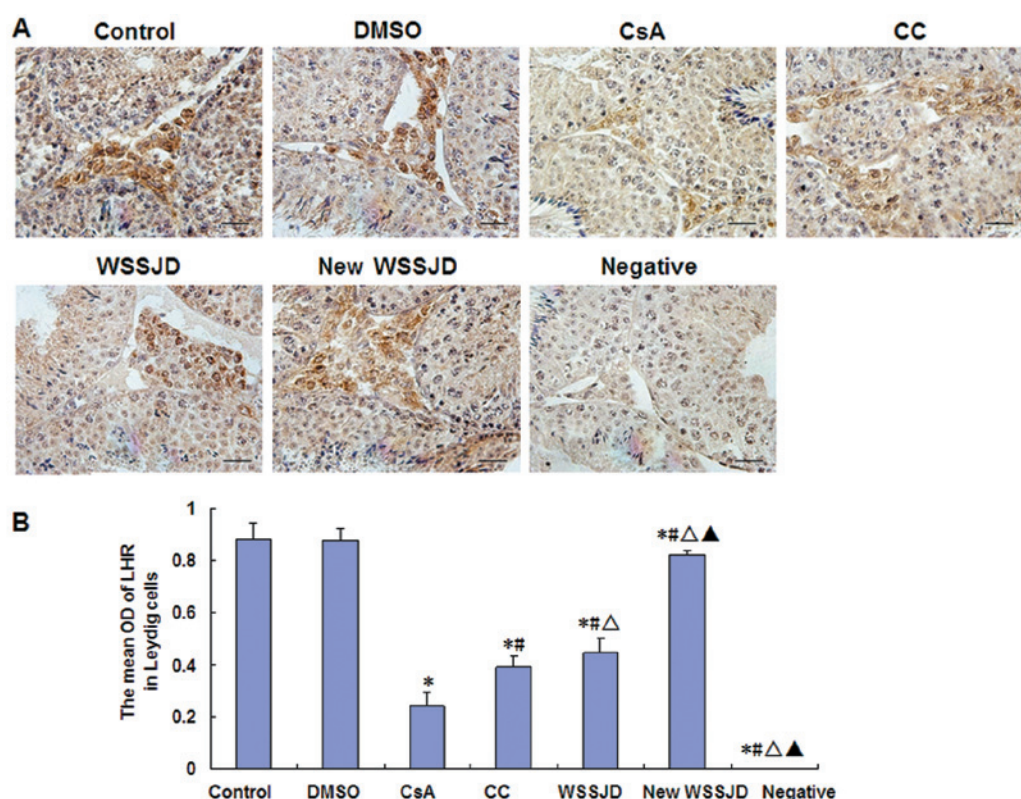 A
Control DMSO CsA CC
WSSJD New WSSJD Negative
B
The mean OD of LHR
in Leydig cells
1
0.8
0.6
0.4
0.2
0
*
*#
*#△
*#△▲
*#△▲
Control DMSO CsA CC WSSJD New WSSJD Negative